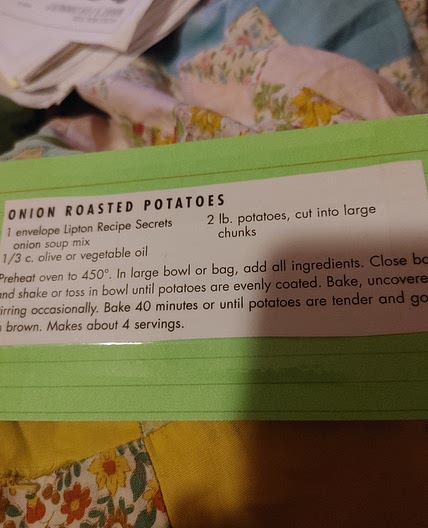 ONION ROASTED POTATOES
1 envelope Lipton Recipe Secrets
onion soup mix
1/3 c. olive or vegetable oil
2 lb. potatoes, cut into large
chunks
Preheat oven to 450°. In large bowl or bag, add all ingredients. Close
and shake or toss in bowl until potatoes are evenly coated. Bake,
occasionally. Bake 40 minutes or until potatoes are tender and
brown. Makes about 4 servings.